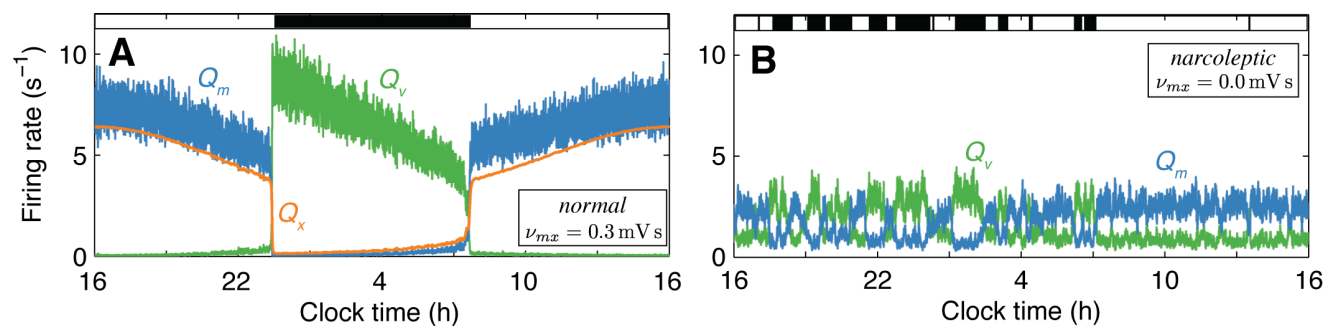 A
Q_m
Q_v
Q_x
normal
ν_mx = 0.3 mV s
Firing rate (s⁻¹)
10
5
0
16
22
4
10
16
Clock time (h)
B
narcoleptic
ν_mx = 0.0 mV s
Q_v
Q_m
10
5
0
16
22
4
10
16
Clock time (h)